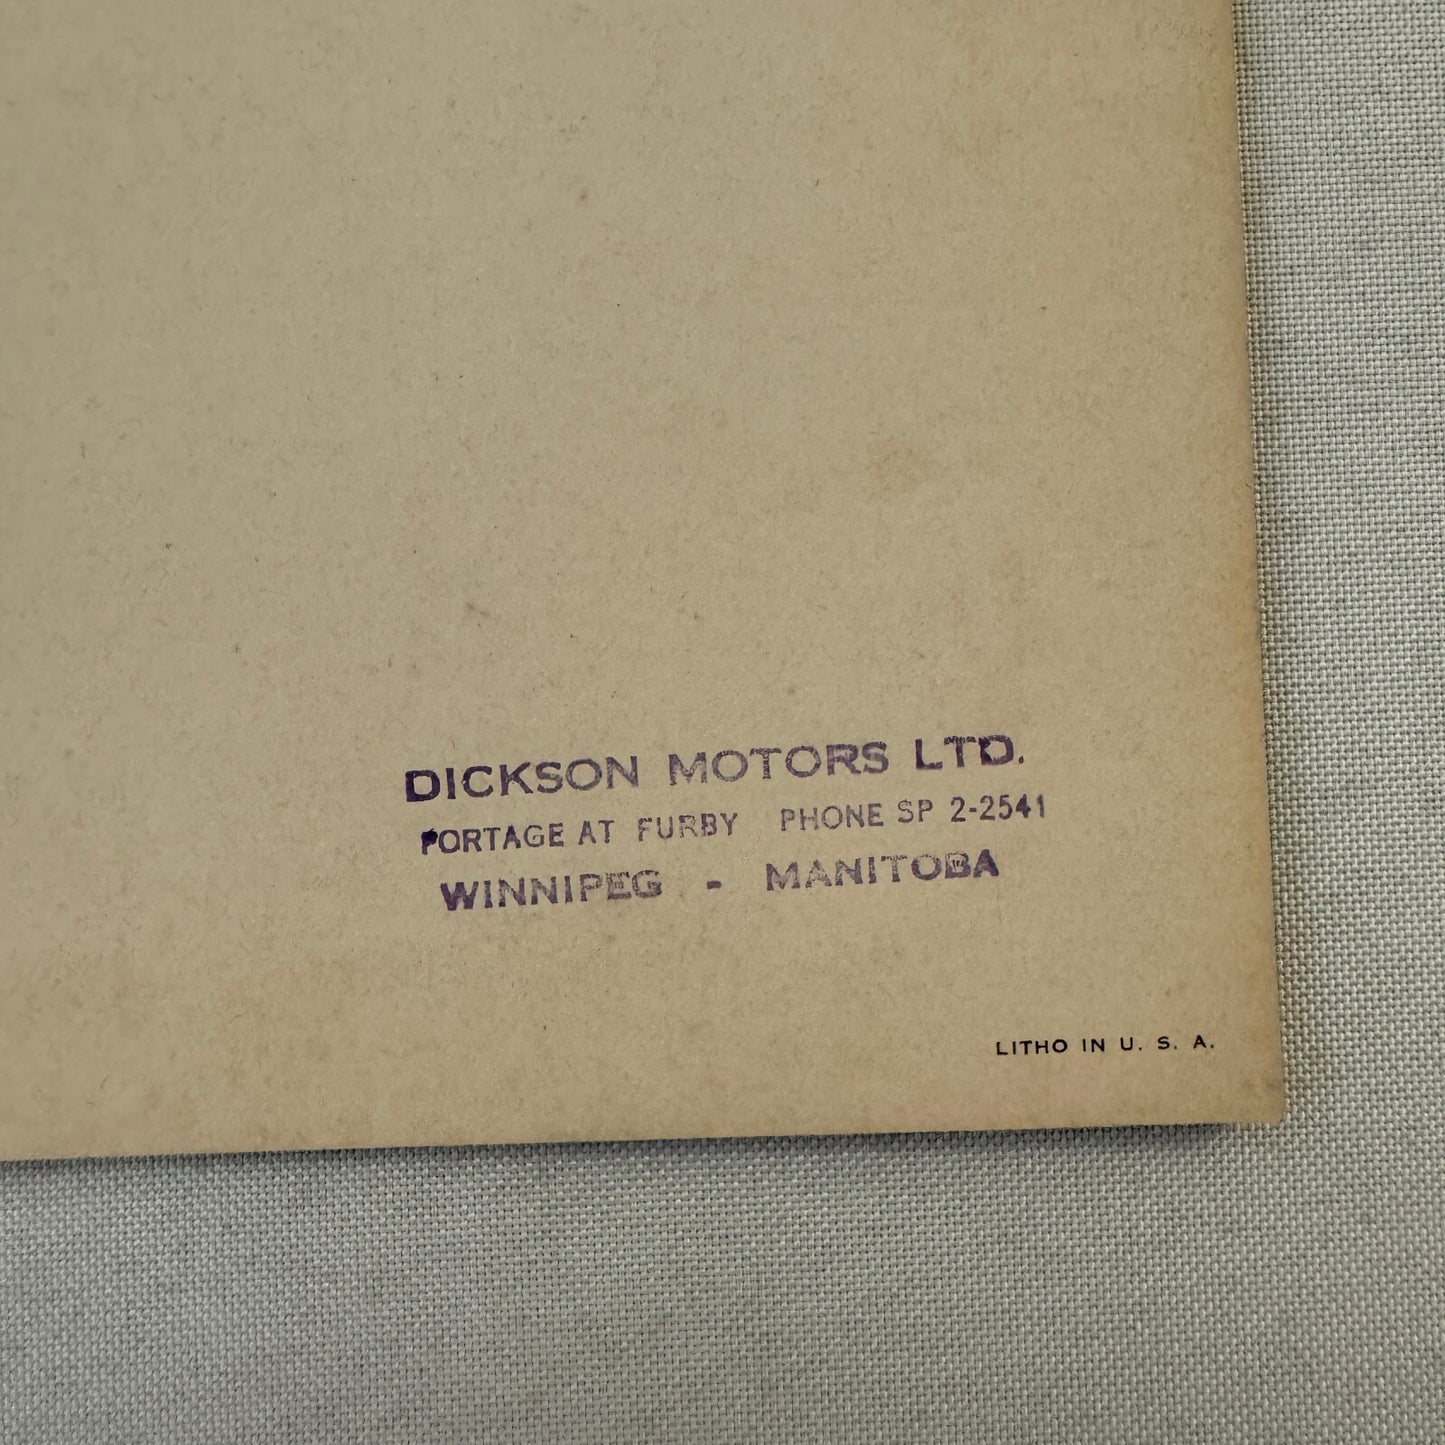 DICKSON MOTORS LTD.
PORTAGE AT FURBY PHONE SP 2-2541
WINNIPEG - MANITOBA
LITHO IN U. S. A.